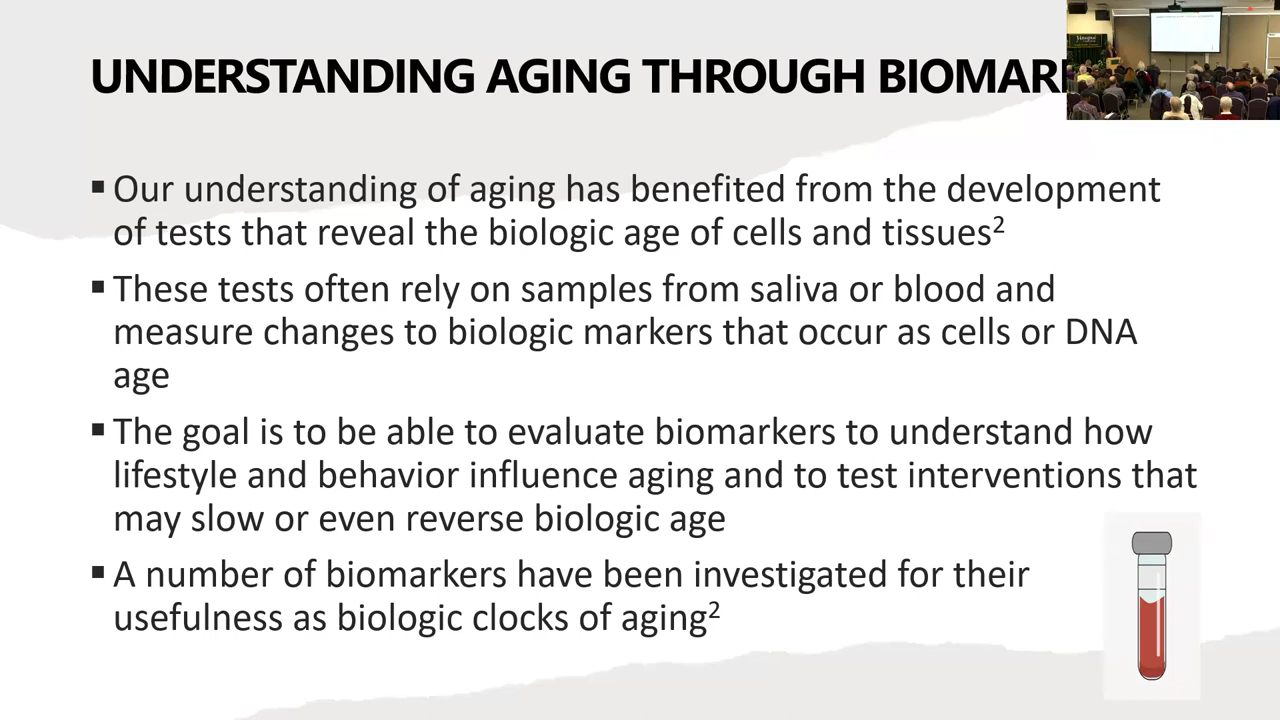 UNDERSTANDING AGING THROUGH BIOMAR
▪ Our understanding of aging has benefited from the development
of tests that reveal the biologic age of cells and tissues²
▪ These tests often rely on samples from saliva or blood and
measure changes to biologic markers that occur as cells or DNA
age
▪ The goal is to be able to evaluate biomarkers to understand how
lifestyle and behavior influence aging and to test interventions that
may slow or even reverse biologic age
▪ A number of biomarkers have been investigated for their
usefulness as biologic clocks of aging²